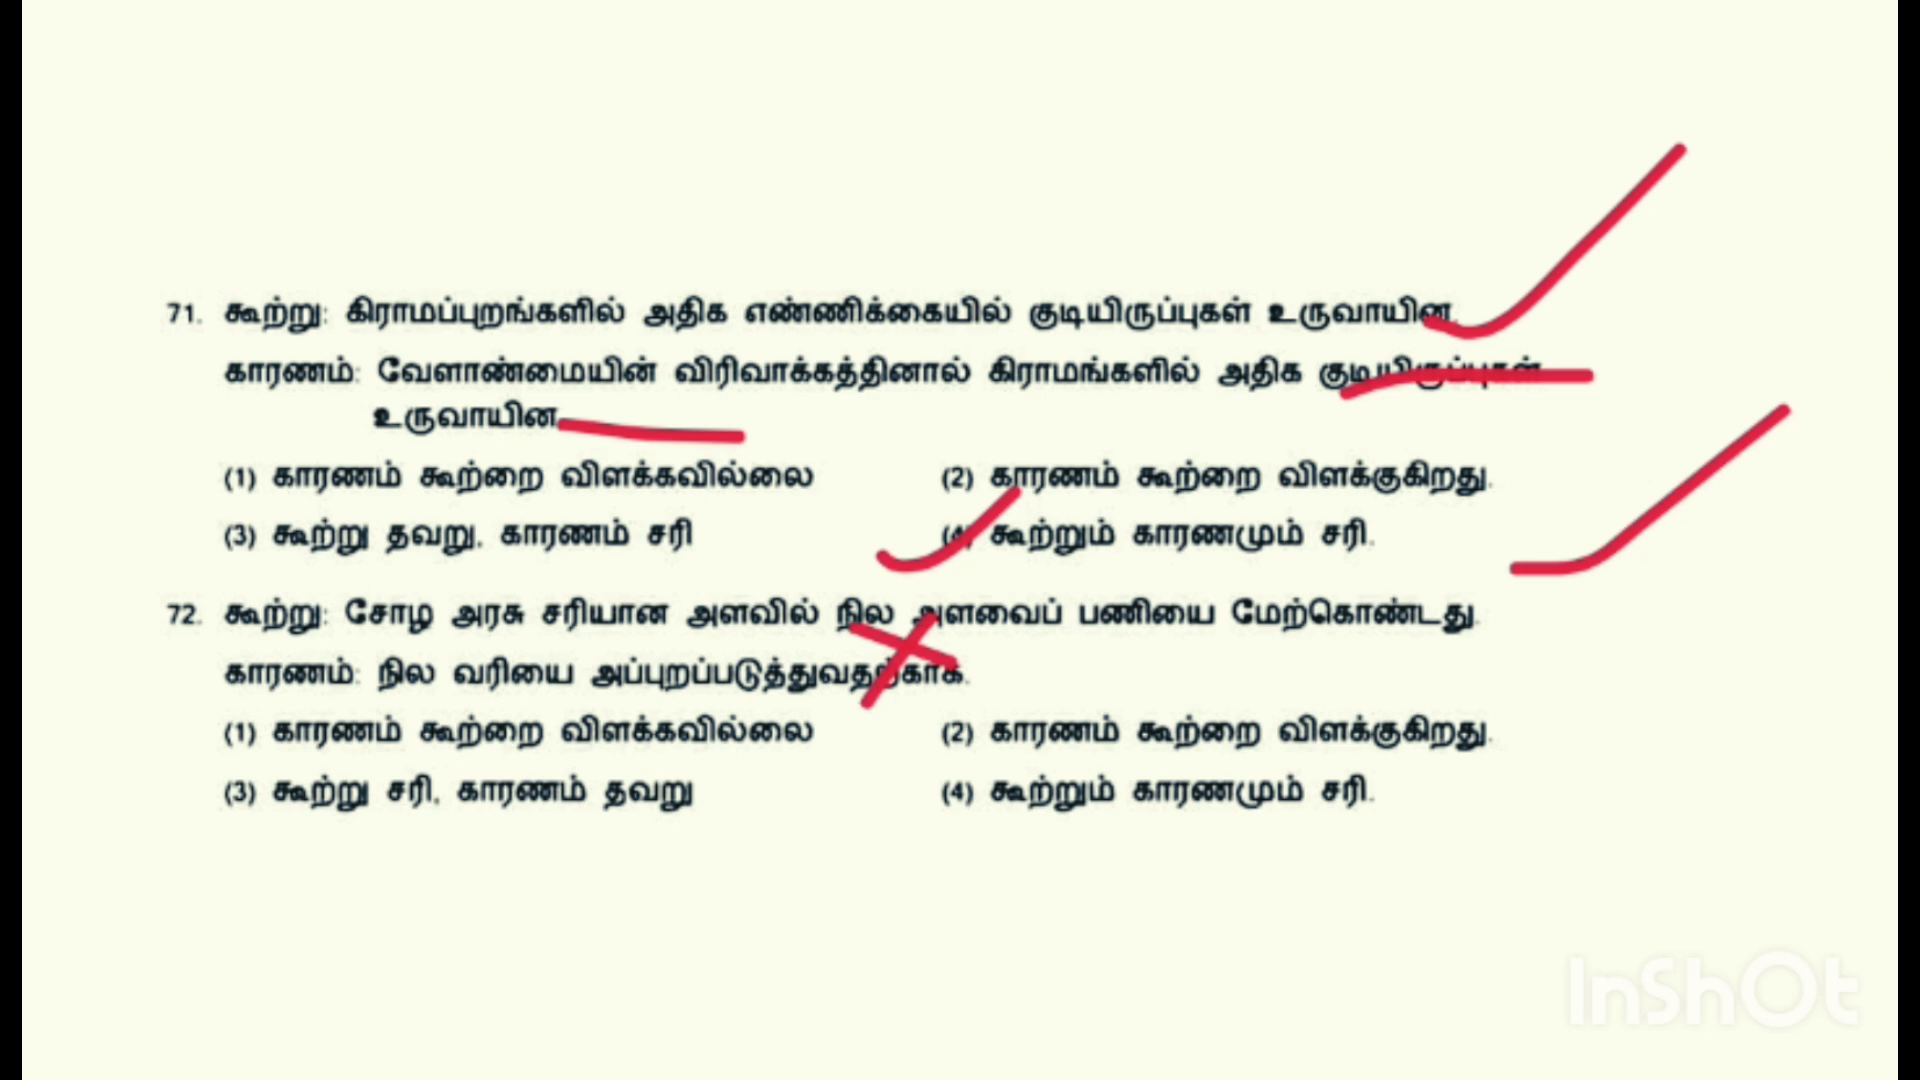 71. கூற்று: கிராமப்புறங்களில் அதிக எண்ணிக்கையில் குடியிருப்புகள் உருவாயின.
காரணம்: வேளாண்மையின் விரிவாக்கத்தினால் கிராமங்களில் அதிக குடியிருப்புகள்
உருவாயின
(1) காரணம் கூற்றை விளக்கவில்லை (2) காரணம் கூற்றை விளக்குகிறது.
(3) கூற்று தவறு, காரணம் சரி (4) கூற்றும் காரணமும் சரி.
72. கூற்று: சோழ அரசு சரியான அளவில் நில அளவைப் பணியை மேற்கொண்டது.
காரணம்: நில வரியை அப்புறப்படுத்துவதற்காக.
(1) காரணம் கூற்றை விளக்கவில்லை (2) காரணம் கூற்றை விளக்குகிறது.
(3) கூற்று சரி, காரணம் தவறு (4) கூற்றும் காரணமும் சரி.
InShOt